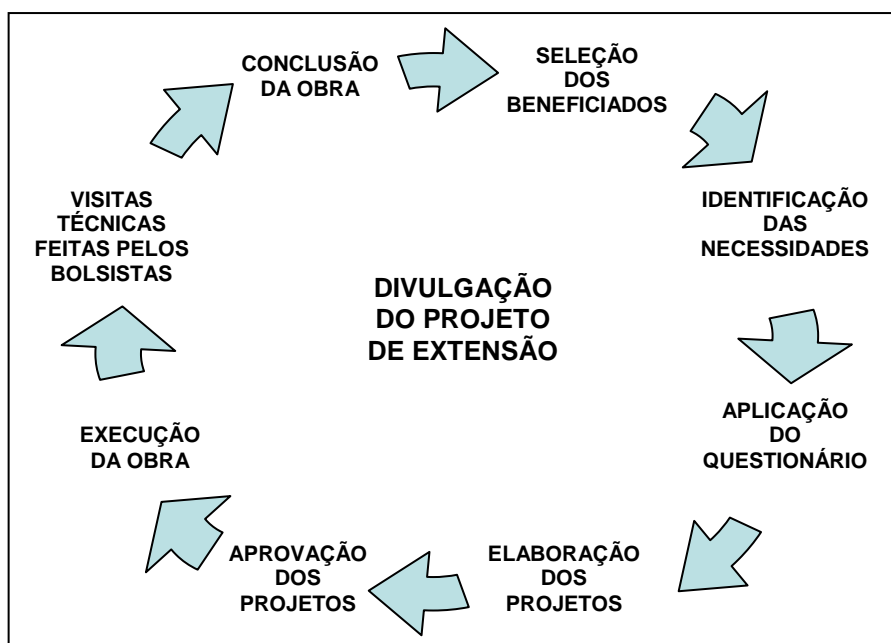 CONCLUSÃO
DA OBRA
SELEÇÃO
DOS
BENEFICIADOS
IDENTIFICAÇÃO
DAS
NECESSIDADES
APLICAÇÃO
DO
QUESTIONÁRIO
ELABORAÇÃO
DOS
PROJETOS
APROVAÇÃO
DOS
PROJETOS
EXECUÇÃO
DA OBRA
VISITAS
TÉCNICAS
FEITAS PELOS
BOLSISTAS
DIVULGAÇÃO
DO PROJETO
DE EXTENSÃO